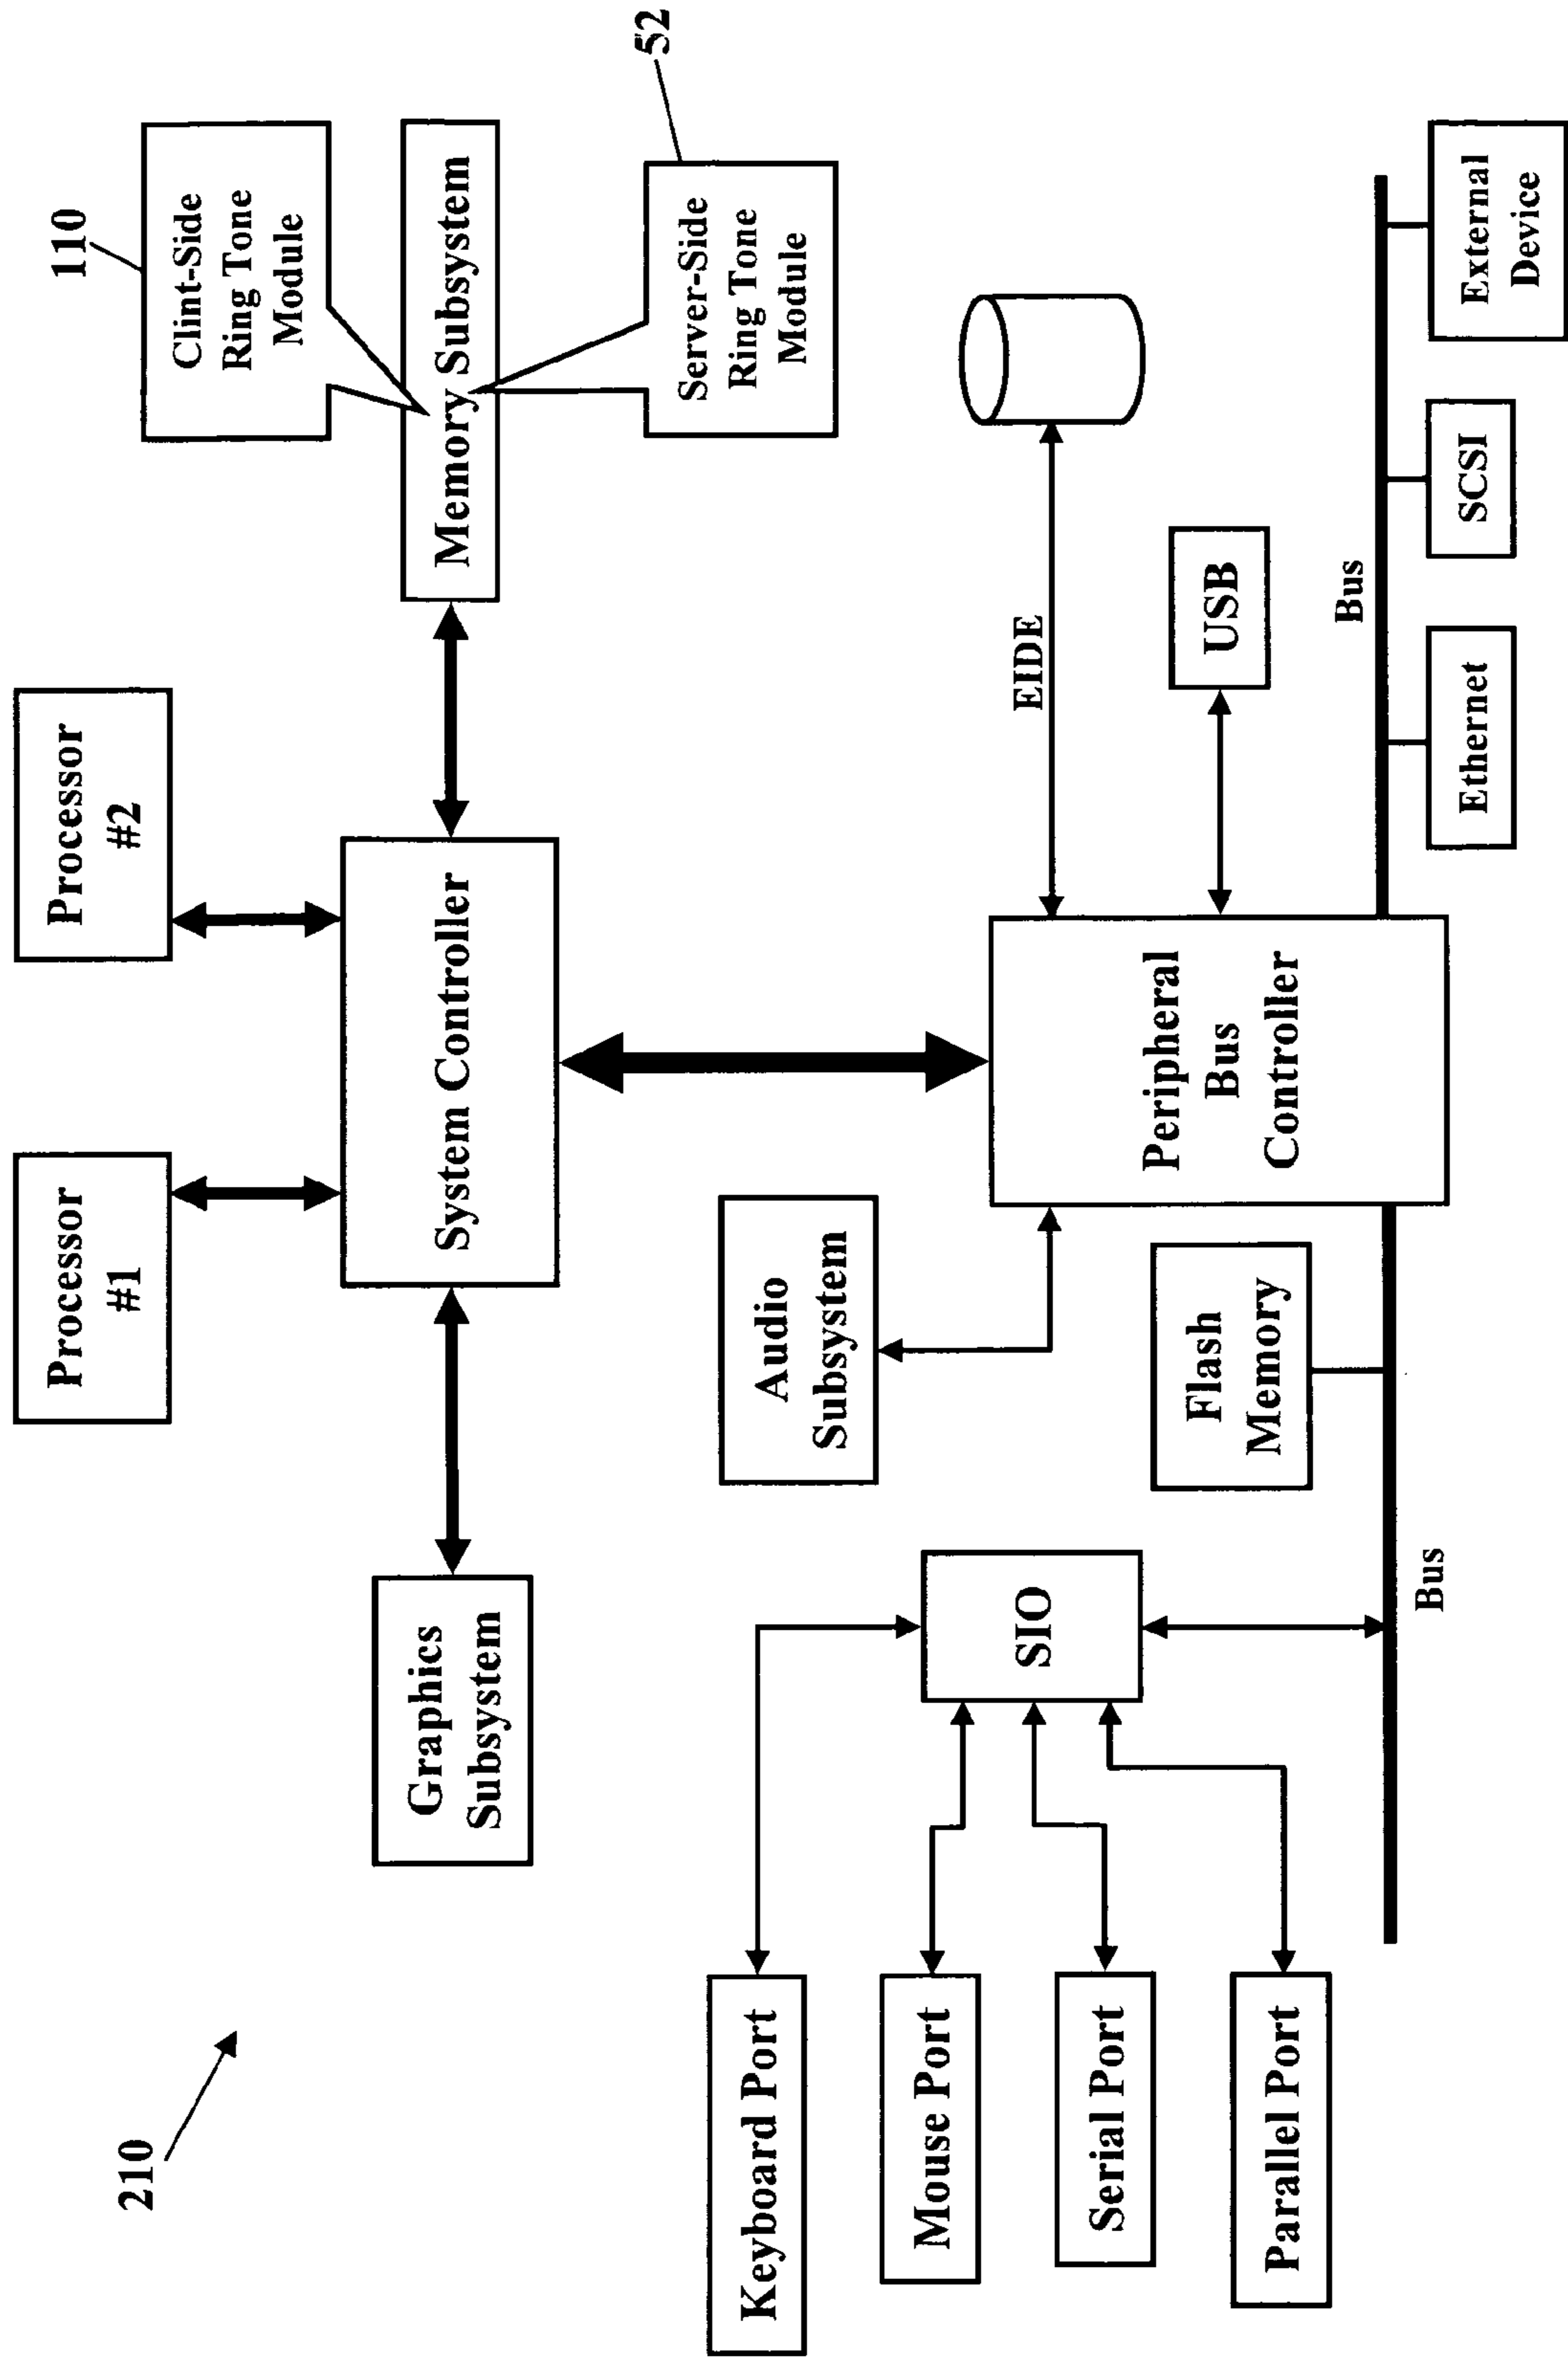 210
Processor
#1
Processor
#2
110
Clint-Side
Ring Tone
Module
Graphics
Subsystem
System Controller
Memory Subsystem
52
Server-Side
Ring Tone
Module
Keyboard Port
Mouse Port
Serial Port
Parallel Port
SIO
Audio
Subsystem
Flash
Memory
Bus
Peripheral
Bus
Controller
EIDE
USB
Bus
Ethernet
SCSI
External
Device